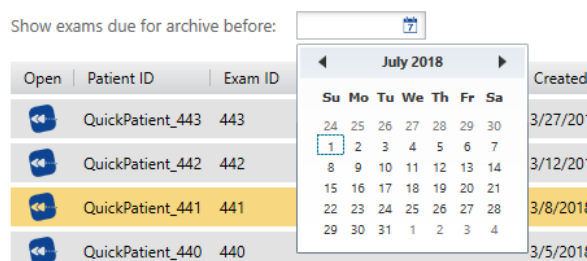 Show exams due for archive before:
7
July 2018
Open Patient ID Exam ID Created
Su Mo Tu We Th Fr Sa
24 25 26 27 28 29 30
1 2 3 4 5 6 7
8 9 10 11 12 13 14
15 16 17 18 19 20 21
22 23 24 25 26 27 28
29 30 31 1 2 3 4
QuickPatient_443 443 3/27/201
QuickPatient_442 442 3/12/201
QuickPatient_441 441 3/8/2018
QuickPatient_440 440 3/5/2018